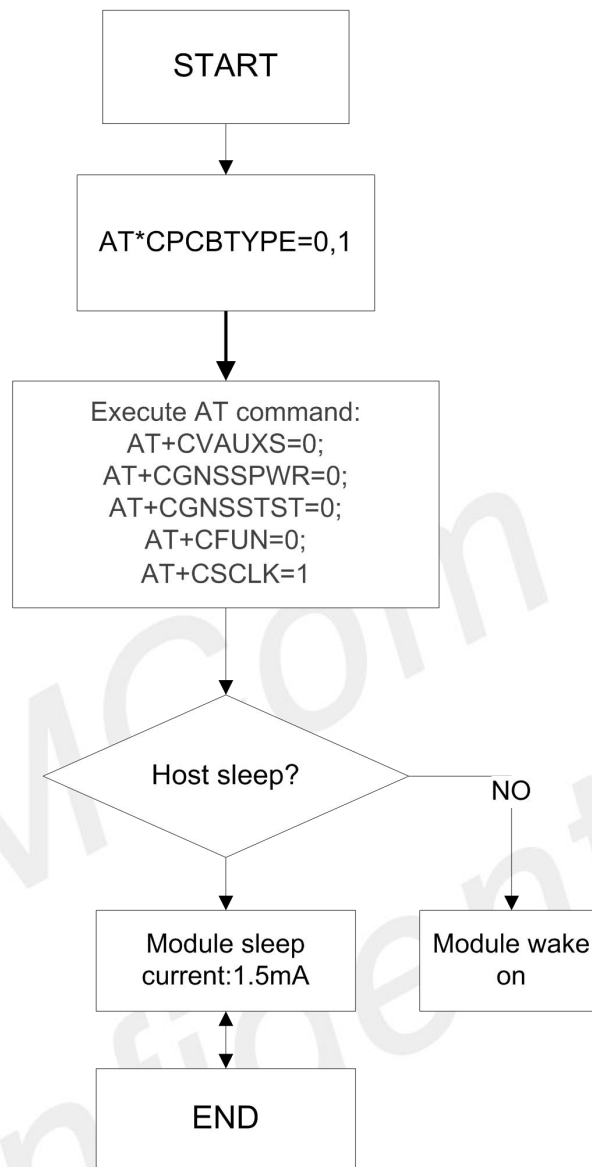 START
AT*CPCBTYPE=0,1
Execute AT command:
AT+CVAUXS=0;
AT+CGNSSPWR=0;
AT+CGNSSTST=0;
AT+CFUN=0;
AT+CSCLK=1
Host sleep?
NO
Module sleep
current:1.5mA
Module wake
on
END